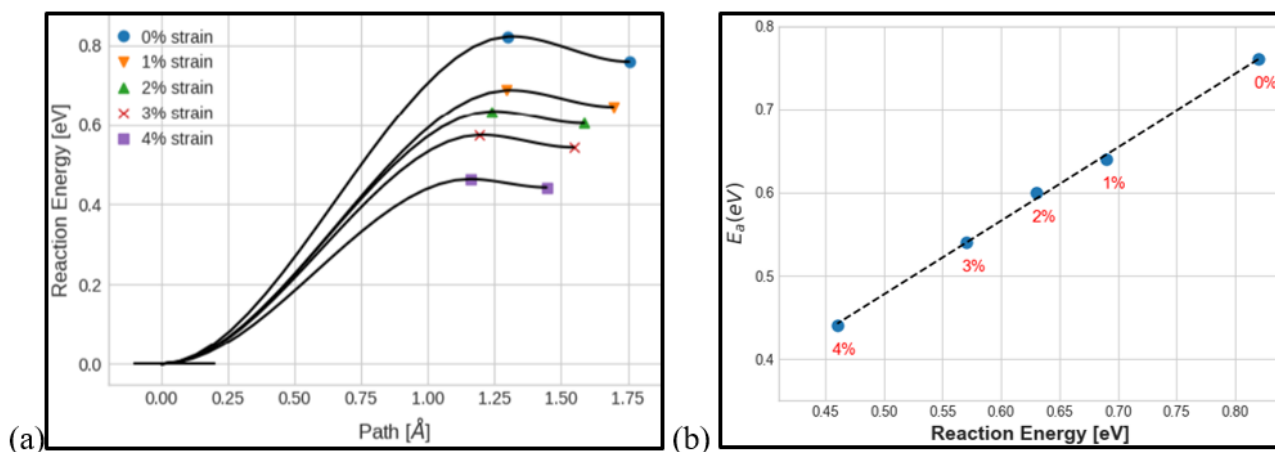 0% strain
1% strain
2% strain
3% strain
4% strain
Reaction Energy [eV]
0.8
0.6
0.4
0.2
0.0
0.00 0.25 0.50 0.75 1.00 1.25 1.50 1.75
Path [Å]
(a)
0.8
0.7
0.6
0.5
0.4
E_a(eV)
0%
1%
2%
3%
4%
0.45 0.50 0.55 0.60 0.65 0.70 0.75 0.80
Reaction Energy [eV]
(b)